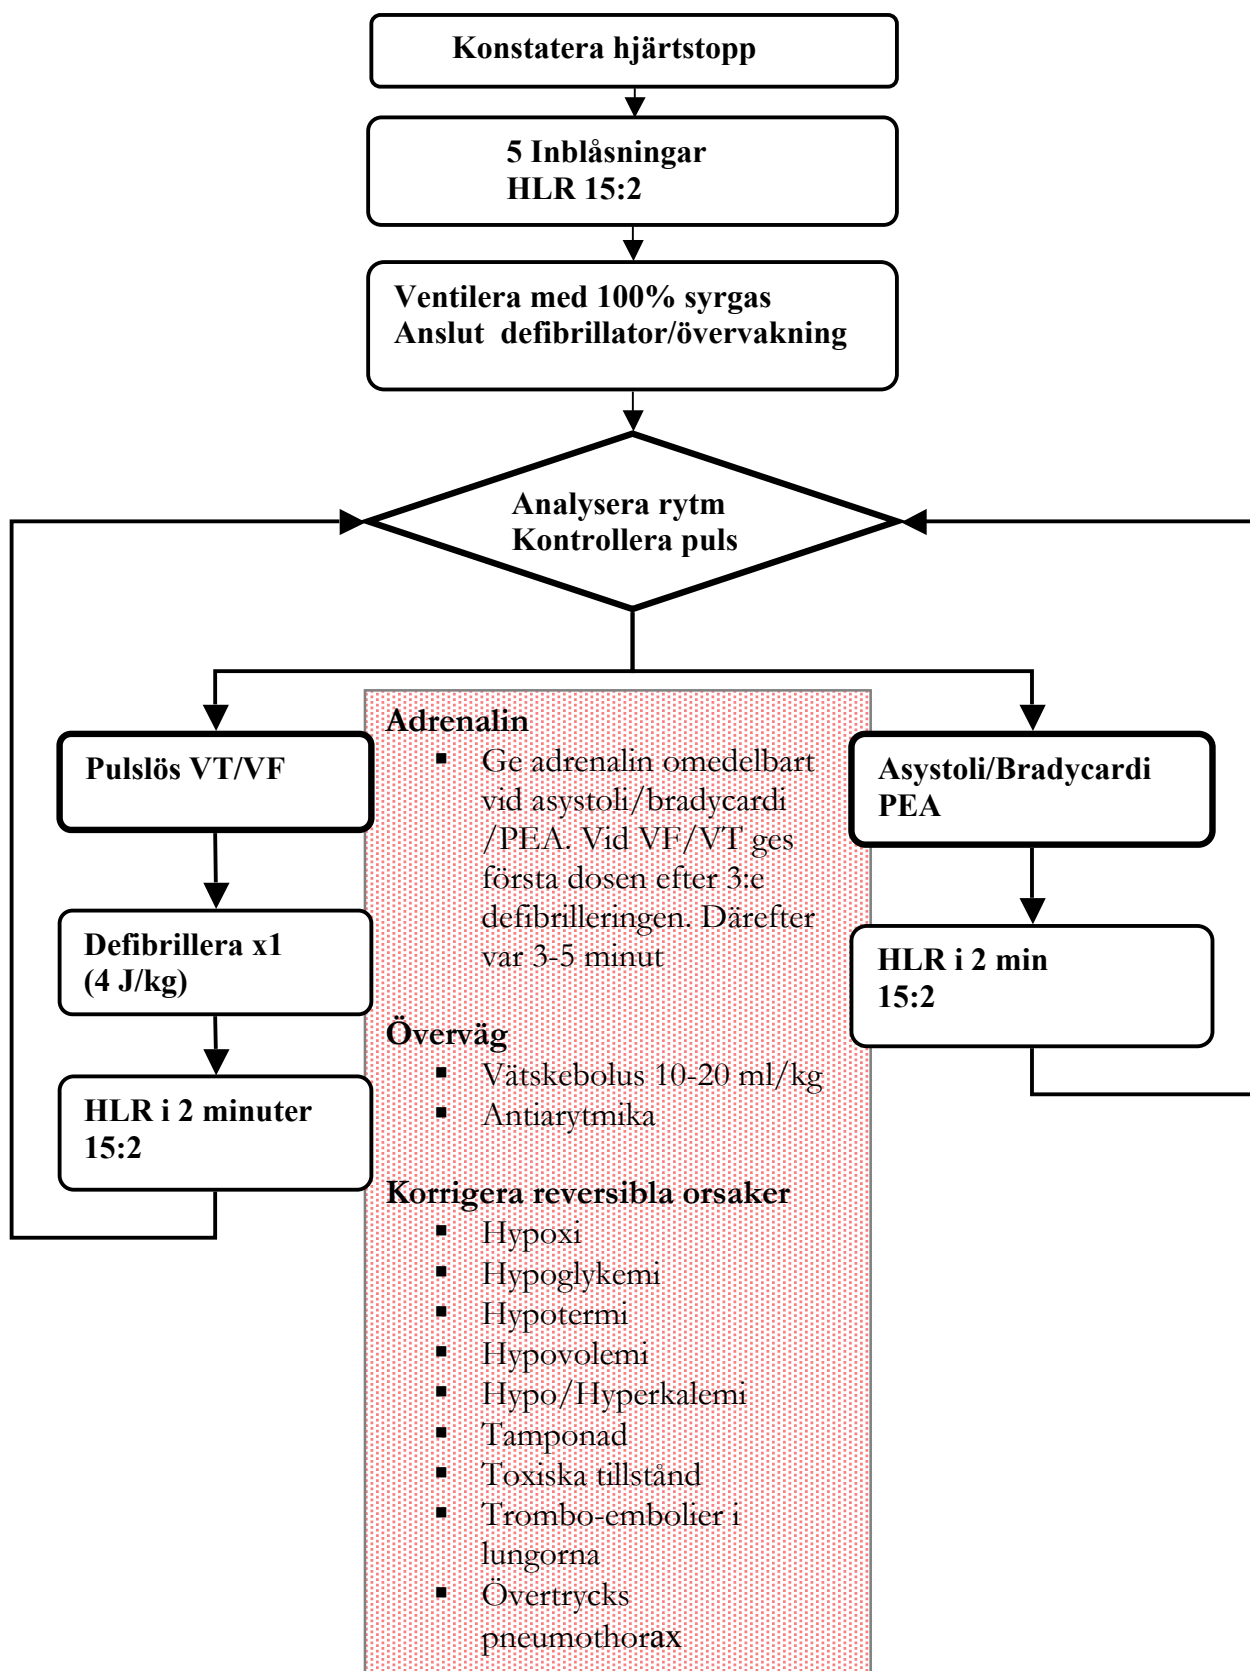 Konstatera hjärtstopp
5 Inblåsningar
HLR 15:2
Ventilera med 100% syrgas
Anslut defibrillator/övervakning
Analysera rytm
Kontrollera puls
Pulslös VT/VF
Defibrillera x1
(4 J/kg)
HLR i 2 minuter
15:2
Adrenalin
▪ Ge adrenalin omedelbart
vid asystoli/bradycardi
/PEA. Vid VF/VT ges
första dosen efter 3:e
defibrilleringen. Därefter
var 3-5 minut
Överväg
▪ Vätskebolus 10-20 ml/kg
▪ Antiarytmika
Korrigera reversibla orsaker
▪ Hypoxi
▪ Hypoglykemi
▪ Hypotermi
▪ Hypovolemi
▪ Hypo/Hyperkalemi
▪ Tamponad
▪ Toxiska tillstånd
▪ Trombo-embolier i
lungorna
▪ Övertrycks
pneumothorax
Asystoli/Bradycardi
PEA
HLR i 2 min
15:2